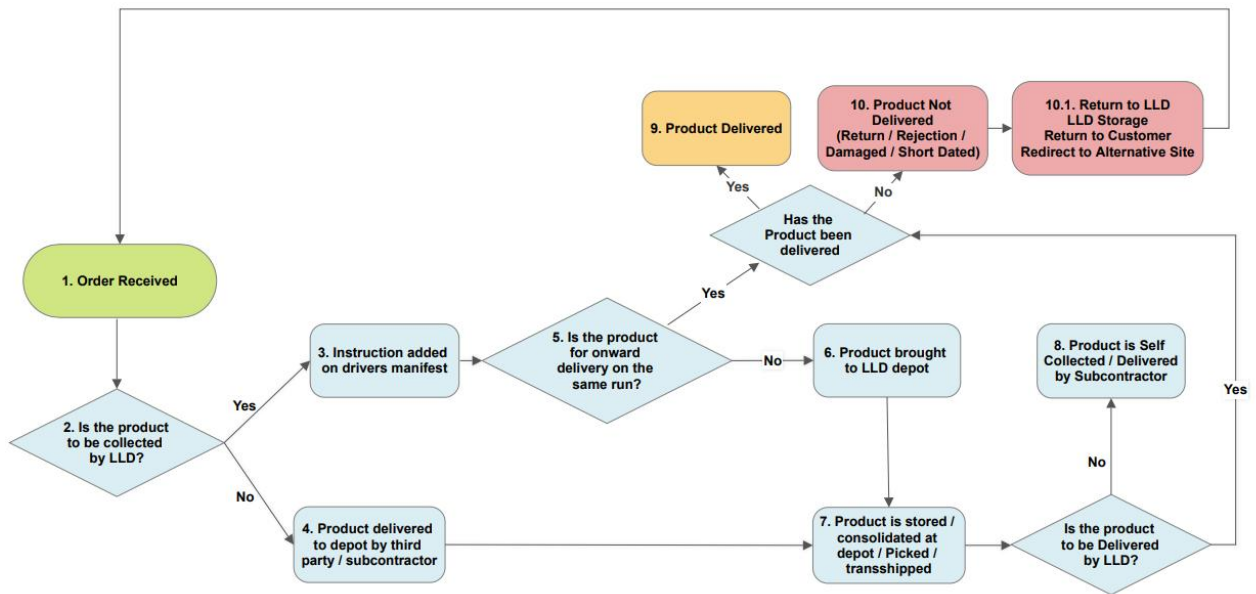 9. Product Delivered
10. Product Not
Delivered
(Return / Rejection /
Damaged / Short Dated)
10.1. Return to LLD
LLD Storage
Return to Customer
Redirect to Alternative Site
Yes
No
Has the
Product been
delivered
1. Order Received
Yes
3. Instruction added
on drivers manifest
5. Is the product
for onward
delivery on the
same run?
No
6. Product brought
to LLD depot
8. Product is Self
Collected / Delivered
by Subcontractor
Yes
2. Is the product
to be collected
by LLD?
Yes
No
No
4. Product delivered
to depot by third
party / subcontractor
7. Product is stored /
consolidated at
depot / Picked /
transshipped
Is the product
to be Delivered
by LLD?